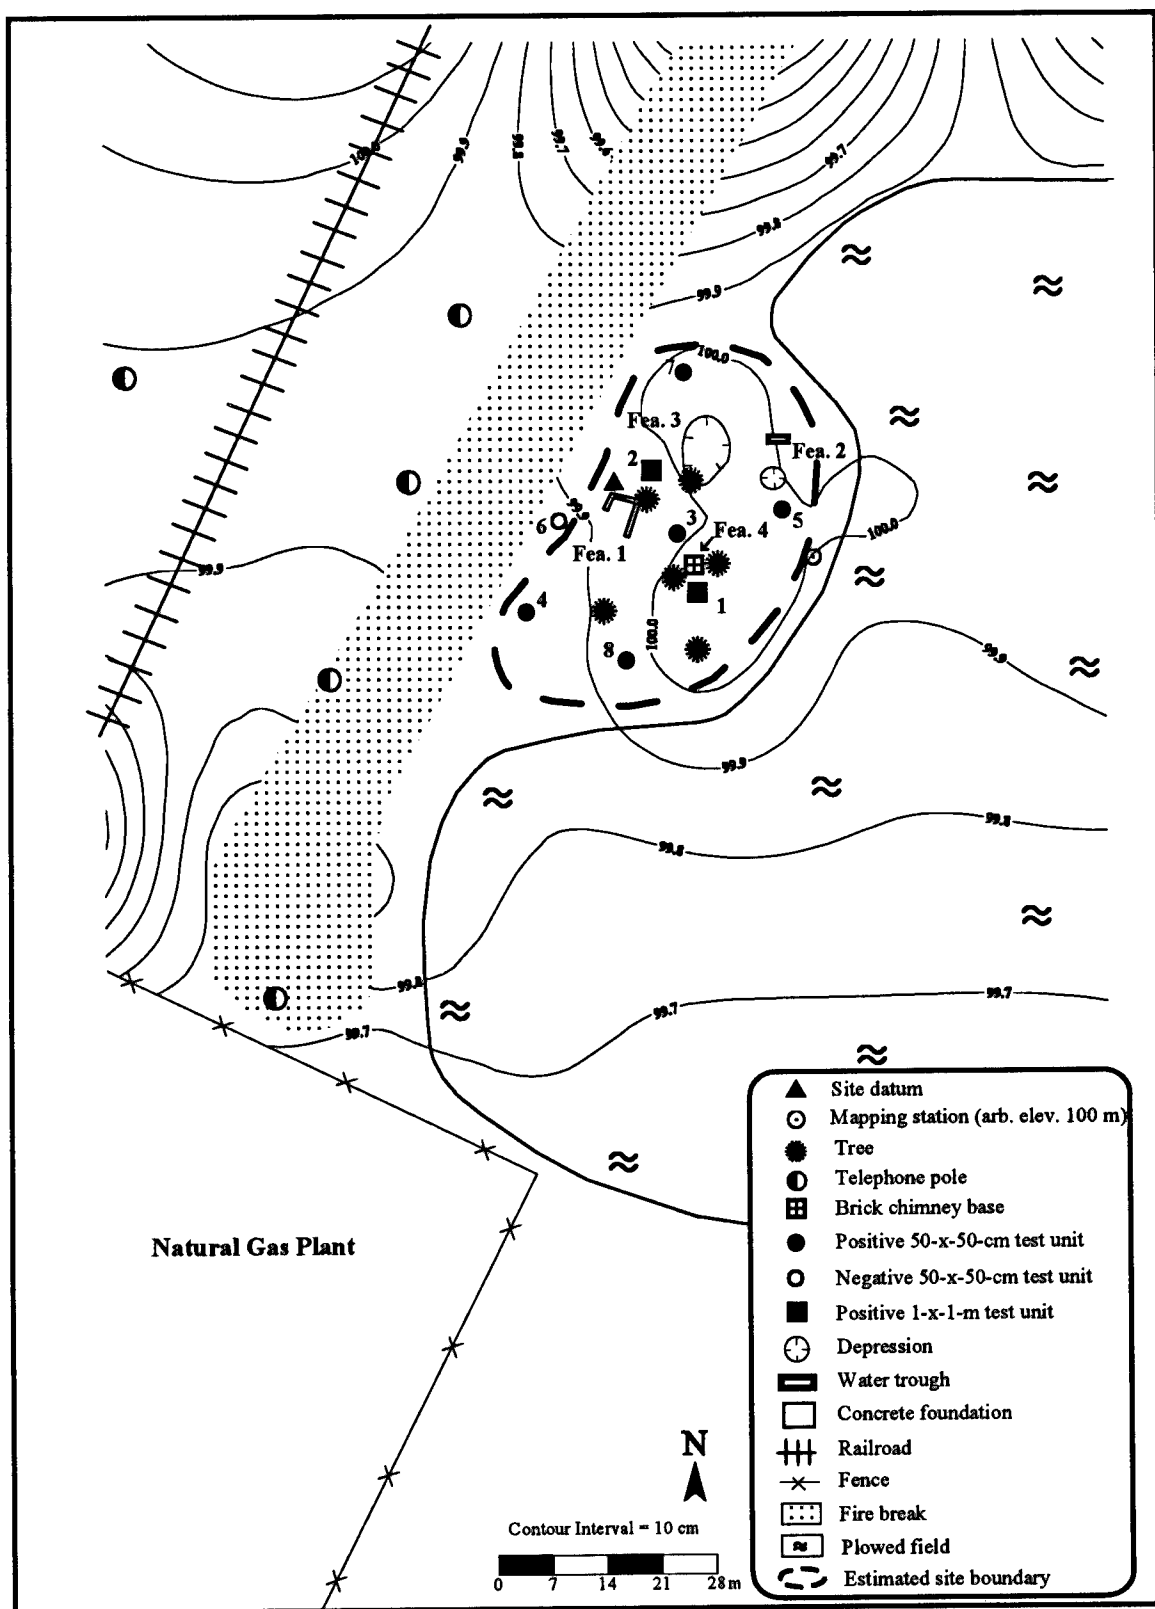 100.0
99.9
99.8
99.7
99.6
99.7
99.8
99.9
100.0
7
Fea. 3
Fea. 2
2
99.9
6
3
5
Fea. 4
100.0
Fea. 1
99.9
4
1
100.0
8
99.9
99.9
99.8
99.8
99.8
99.7
99.7
99.7
Natural Gas Plant
N
Contour Interval = 10 cm
0 7 14 21 28 m
Site datum
Mapping station (arb. elev. 100 m)
Tree
Telephone pole
Brick chimney base
Positive 50-x-50-cm test unit
Negative 50-x-50-cm test unit
Positive 1-x-1-m test unit
Depression
Water trough
Concrete foundation
Railroad
Fence
Fire break
Plowed field
Estimated site boundary